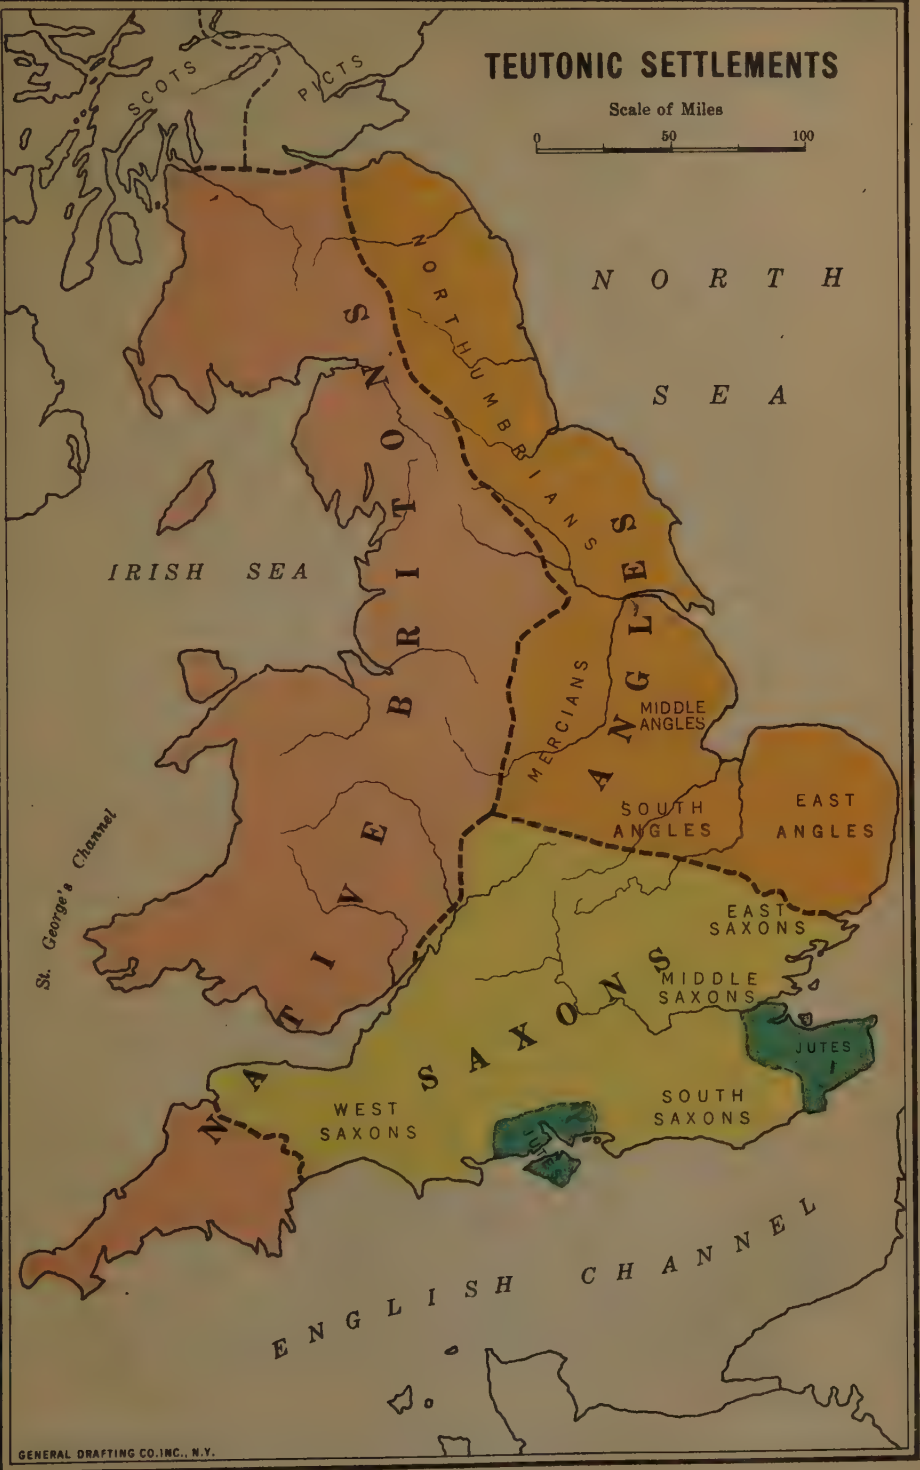 TEUTONIC SETTLEMENTS
Scale of Miles
0 50 100
SCOTS
PICTS
NORTH
SEA
NORTHUMBRIANS
NATIVE BRITONS
IRISH SEA
ANGLES
MERCIANS
MIDDLE
ANGLES
SOUTH
ANGLES
EAST
ANGLES
St. George's Channel
EAST
SAXONS
MIDDLE
SAXONS
SAXONS
JUTES
WEST
SAXONS
SOUTH
SAXONS
JUTES
ENGLISH CHANNEL
GENERAL DRAFTING CO.INC., N.Y.